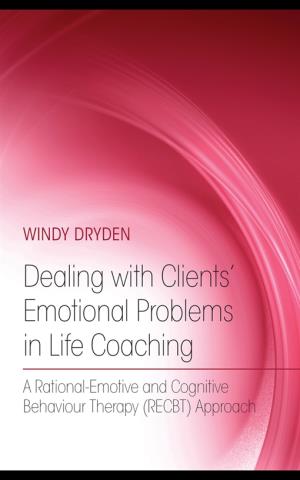 WINDY DRYDEN
Dealing with Clients'
Emotional Problems
in Life Coaching
A Rational-Emotive and Cognitive
Behaviour Therapy (RECBT) Approach